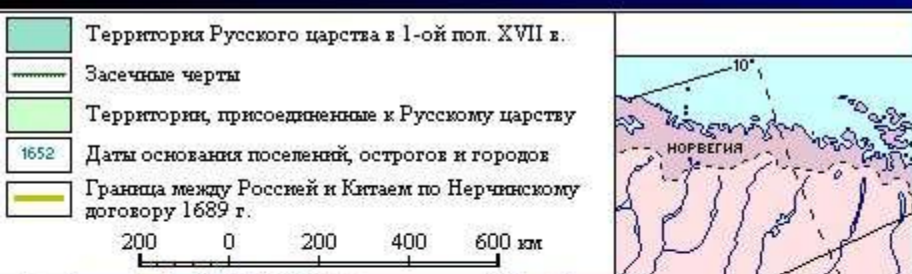 Территория Русского царства в 1-ой пол. XVII в.
Засечные черты
Территории, присоединенные к Русскому царству
1652 Даты основания поселений, острогов и городов
Граница между Россией и Китаем по Нерчинскому
договору 1689 г.
200 0 200 400 600 км
10°
НОРВЕГИЯ